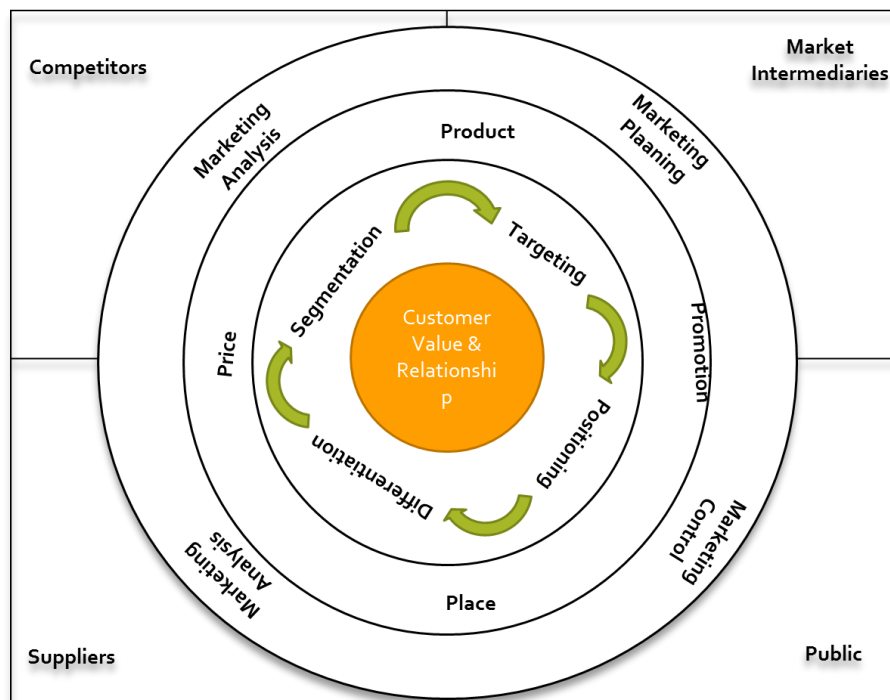 Competitors
Market
Intermediaries
Marketing
Analysis
Marketing
Plaaning
Product
Segmentation
Targeting
Customer
Value &
Relationshi
p
Price
Promotion
Differentiation
Positioning
Marketing
Analysis
Marketing
Control
Place
Suppliers
Public